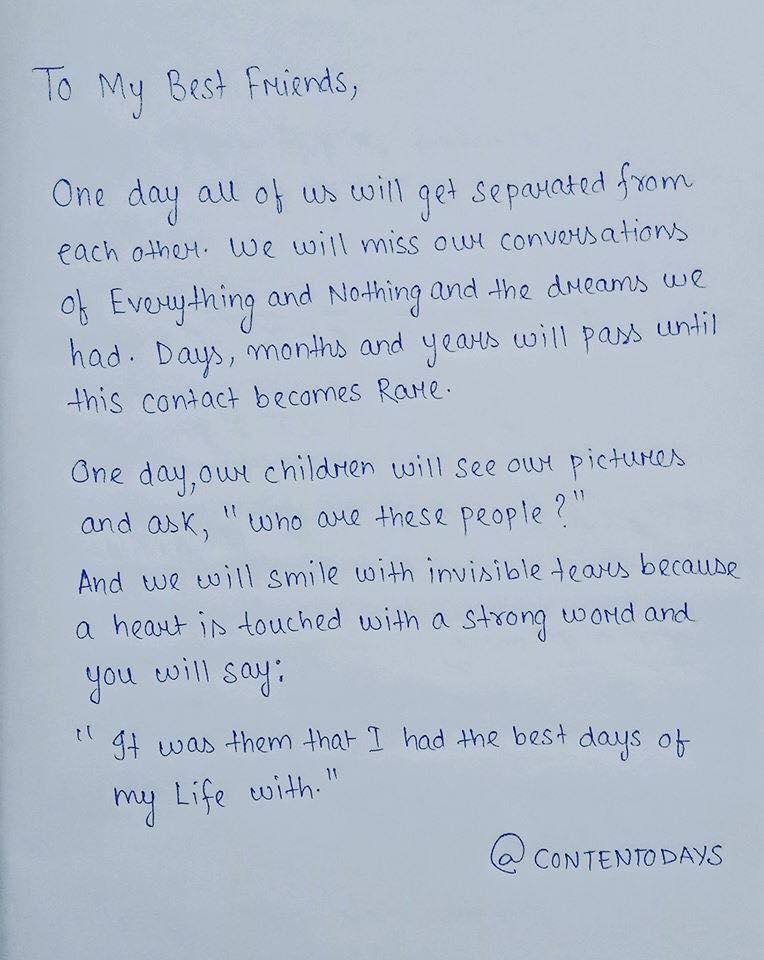 To My Best Friends,
One day all of us will get separated from
each other. We will miss our conversations
of Everything and Nothing and the dreams we
had. Days, months and years will pass until
this contact becomes Rare.
One day, our children will see our pictures
and ask, "who are these people?"
And we will smile with invisible tears because
a heart is touched with a strong word and
you will say:
"It was them that I had the best days of
my Life with."
@CONTENTODAYS